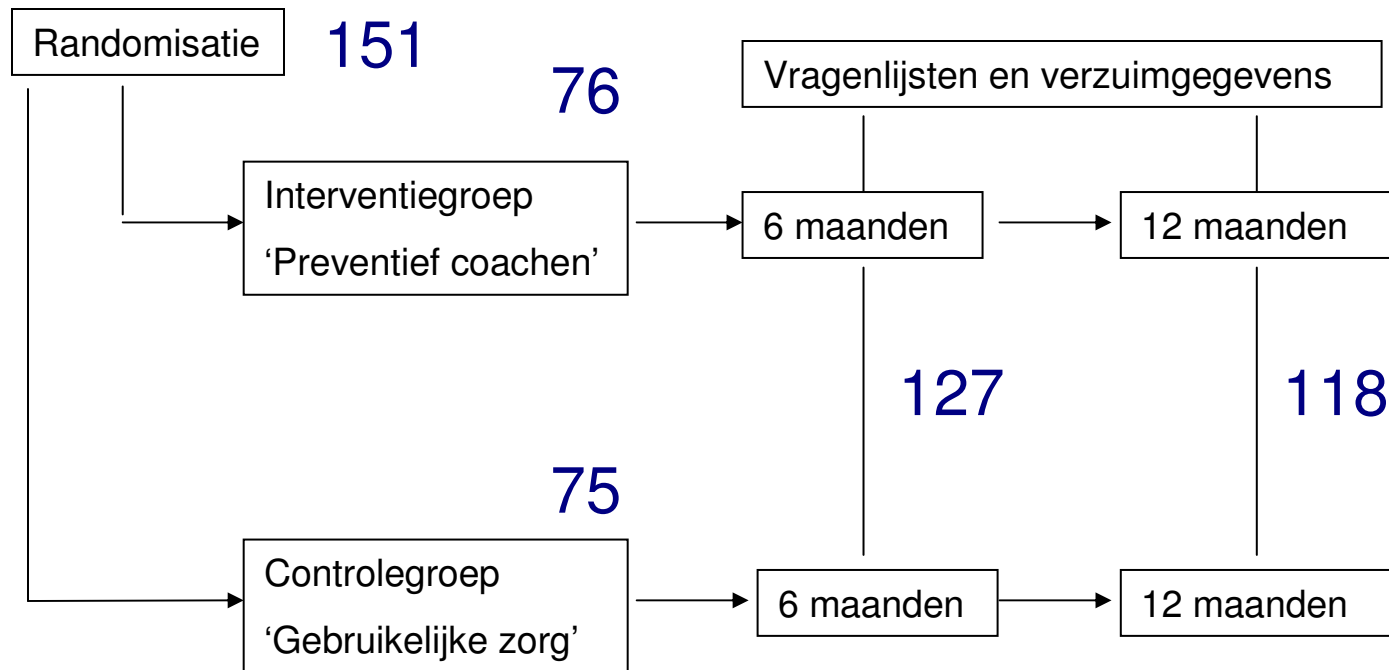 Randomisatie
151
76
Vragenlijsten en verzuimgegevens
Interventiegroep
‘Preventief coachen’
6 maanden
12 maanden
127
118
75
Controlegroep
‘Gebruikelijke zorg’
6 maanden
12 maanden